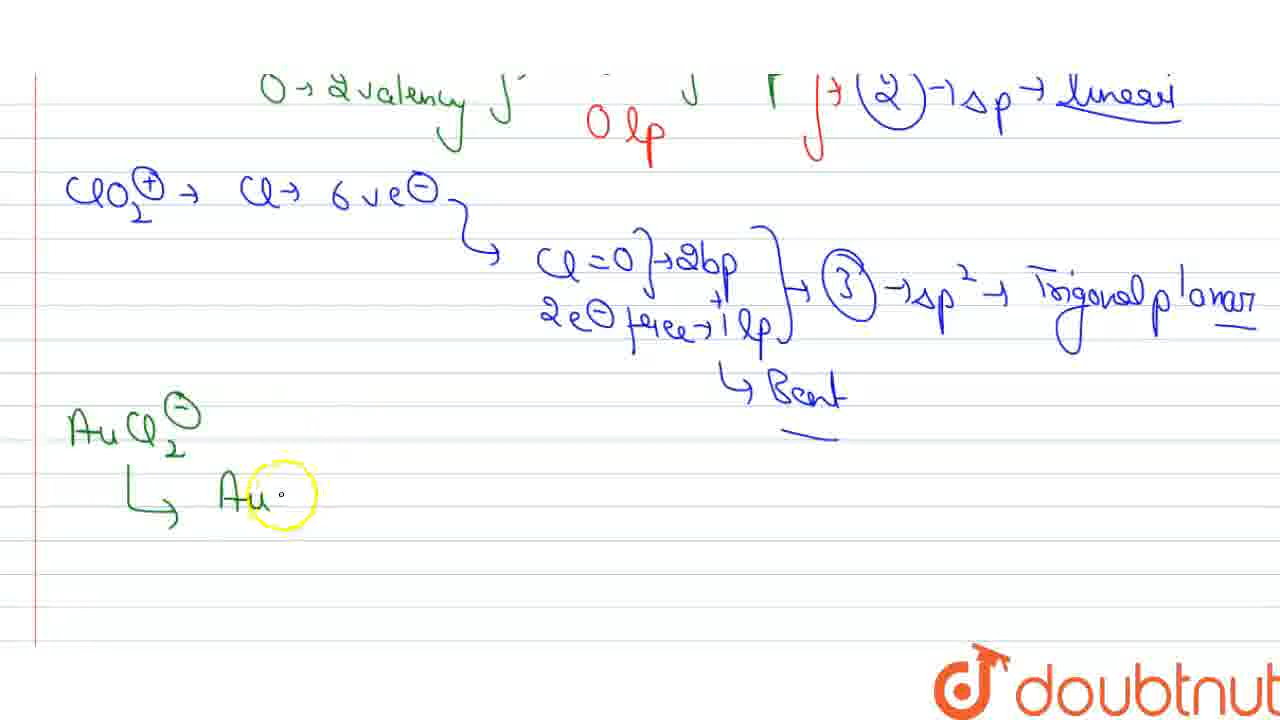 O → 2 valency } → (2) → sp → linear
0 lp
ClO₂⊕ → Cl → 6 ve⊖
Cl=O } → 2bp
+
2e⊖ free → 1 lp } → (3) → sp² → Trigonal planar
↳ Bent
AuCl₂⊖
↳ Au
doubtnut